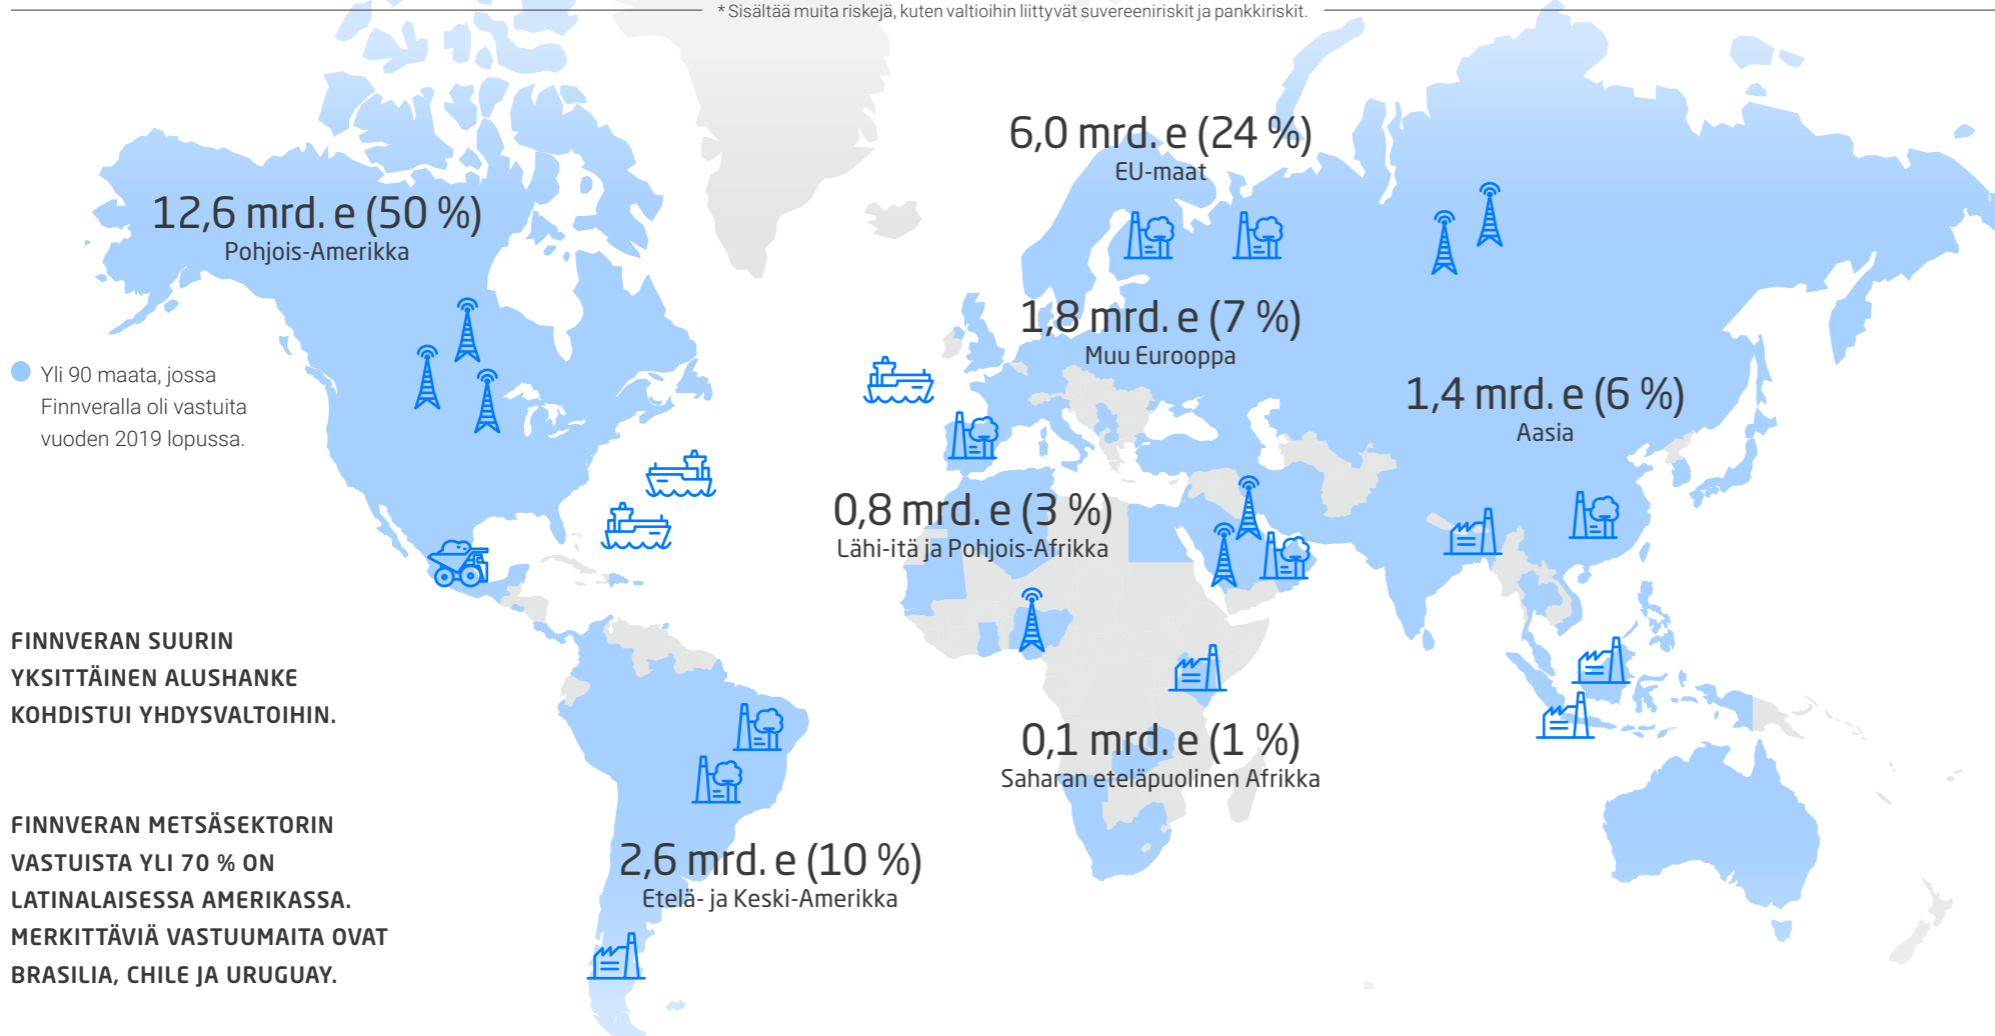 * Sisältää muita riskejä, kuten valtioihin liittyvät suvereeniriskit ja pankkiriskit.
6,0 mrd. e (24 %)
EU-maat
12,6 mrd. e (50 %)
Pohjois-Amerikka
1,8 mrd. e (7 %)
Muu Eurooppa
Yli 90 maata, jossa
Finnveralla oli vastuita
vuoden 2019 lopussa.
1,4 mrd. e (6 %)
Aasia
0,8 mrd. e (3 %)
Lähi-itä ja Pohjois-Afrikka
FINNVERAN SUURIN
YKSITTÄINEN ALUSHANKE
KOHDISTUI YHDYSVALTOIHIN.
0,1 mrd. e (1 %)
Saharan eteläpuolinen Afrikka
FINNVERAN METSÄSEKTORIN
VASTUISTA YLI 70 % ON
LATINALAISESSA AMERIKASSA.
MERKITTÄVIÄ VASTUUMAITA OVAT
BRASILIA, CHILE JA URUGUAY.
2,6 mrd. e (10 %)
Etelä- ja Keski-Amerikka